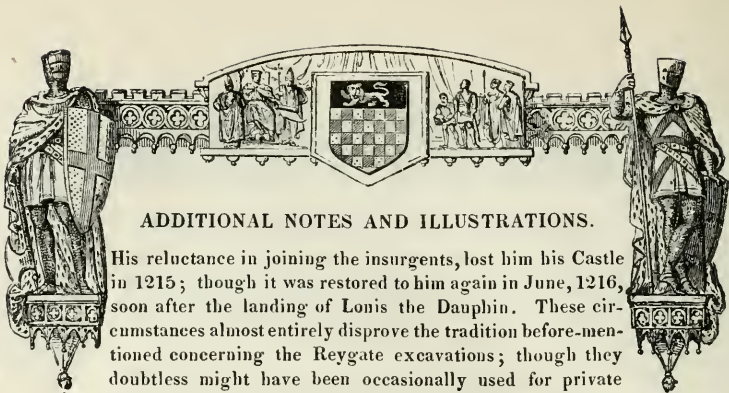 ADDITIONAL NOTES AND ILLUSTRATIONS.
His reluctance in joining the insurgents, lost him his Castle
in 1215; though it was restored to him again in June, 1216,
soon after the landing of Louis the Dauphin. These cir-
cumstances almost entirely disprove the tradition before-men-
tioned concerning the Reygate excavations; though they
doubtless might have been occasionally used for private